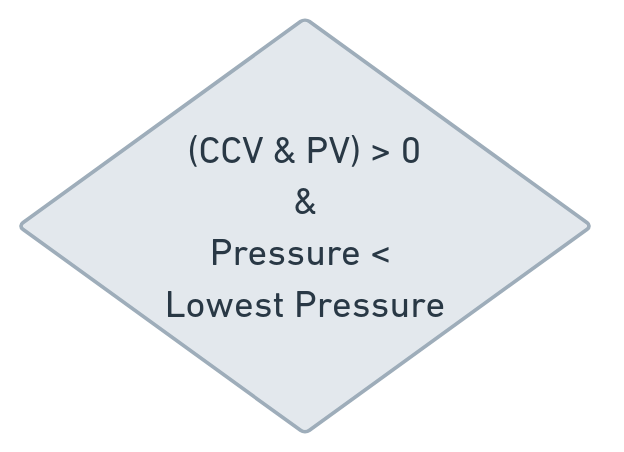 (CCV & PV) > 0
&
Pressure <
Lowest Pressure